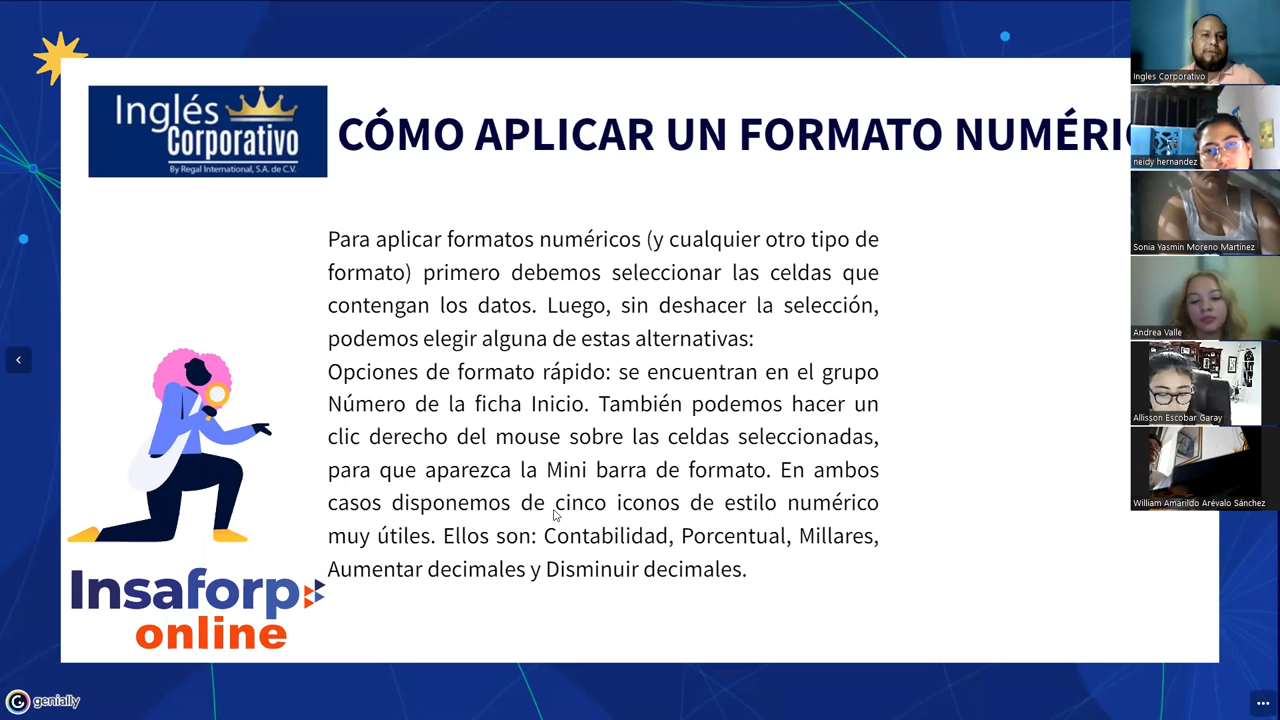 Inglés
Corporativo
By Regal International, S.A. de C.V.
CÓMO APLICAR UN FORMATO NUMÉRIC
Para aplicar formatos numéricos (y cualquier otro tipo de
formato) primero debemos seleccionar las celdas que
contengan los datos. Luego, sin deshacer la selección,
podemos elegir alguna de estas alternativas:
Opciones de formato rápido: se encuentran en el grupo
Número de la ficha Inicio. También podemos hacer un
clic derecho del mouse sobre las celdas seleccionadas,
para que aparezca la Mini barra de formato. En ambos
casos disponemos de cinco iconos de estilo numérico
muy útiles. Ellos son: Contabilidad, Porcentual, Millares,
Aumentar decimales y Disminuir decimales.
Insaforp
online
genially
Ingles Corporativo
neidy hernandez
Sonia Yasmin Moreno Martinez
Andrea Valle
Allisson Escobar Garay
William Amarildo Arévalo Sánchez